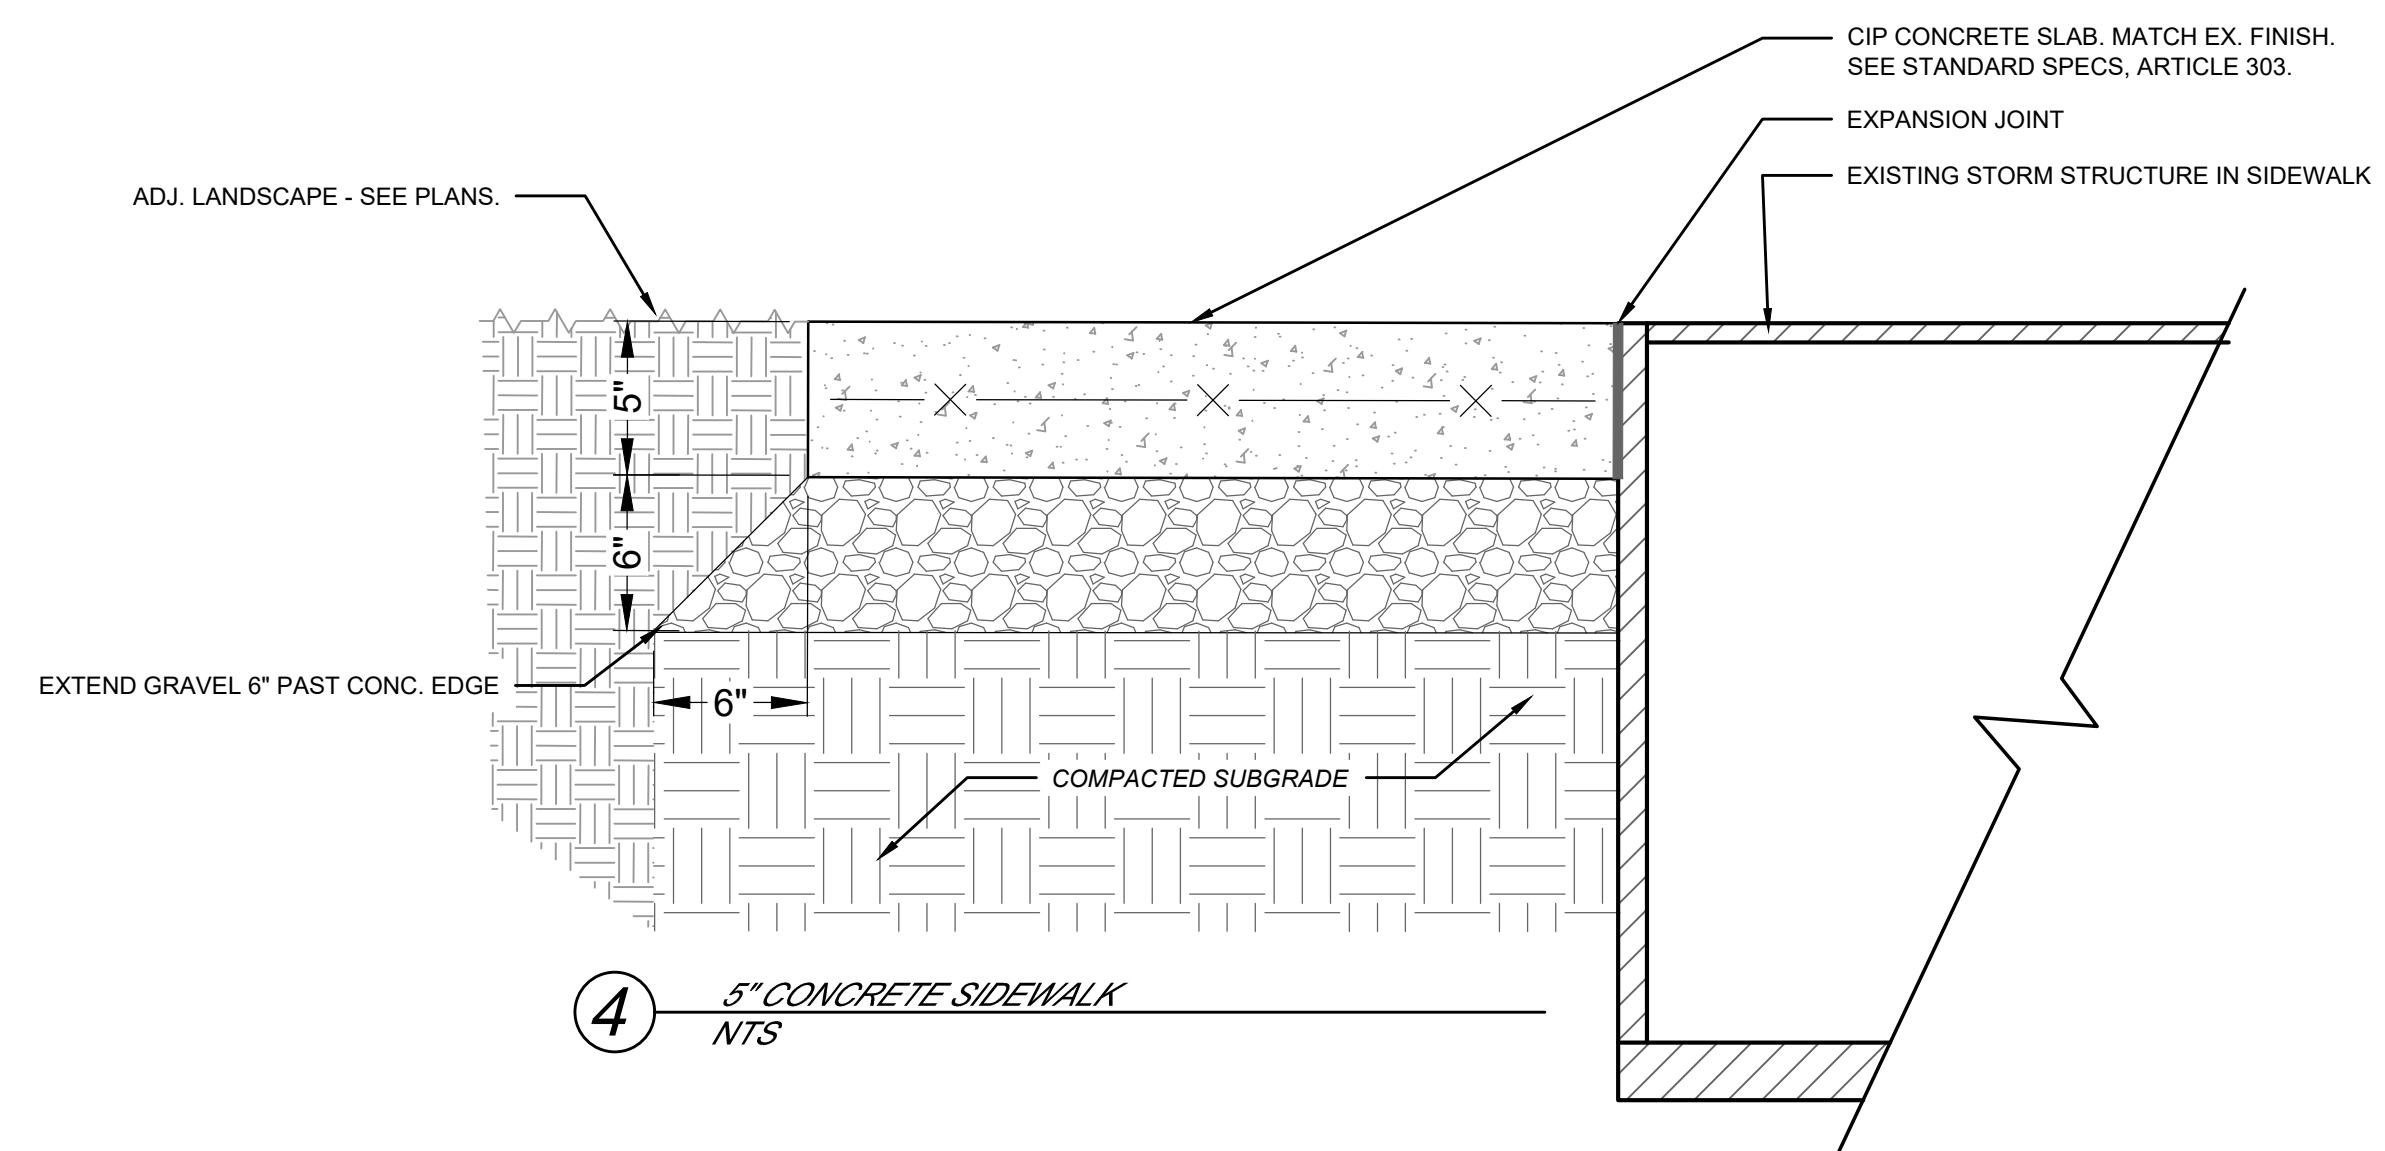 CIP CONCRETE SLAB. MATCH EX. FINISH.
SEE STANDARD SPECS, ARTICLE 303.
EXPANSION JOINT
EXISTING STORM STRUCTURE IN SIDEWALK
ADJ. LANDSCAPE - SEE PLANS.
5"
6"
EXTEND GRAVEL 6" PAST CONC. EDGE
6"
COMPACTED SUBGRADE
4
5" CONCRETE SIDEWALK
NTS